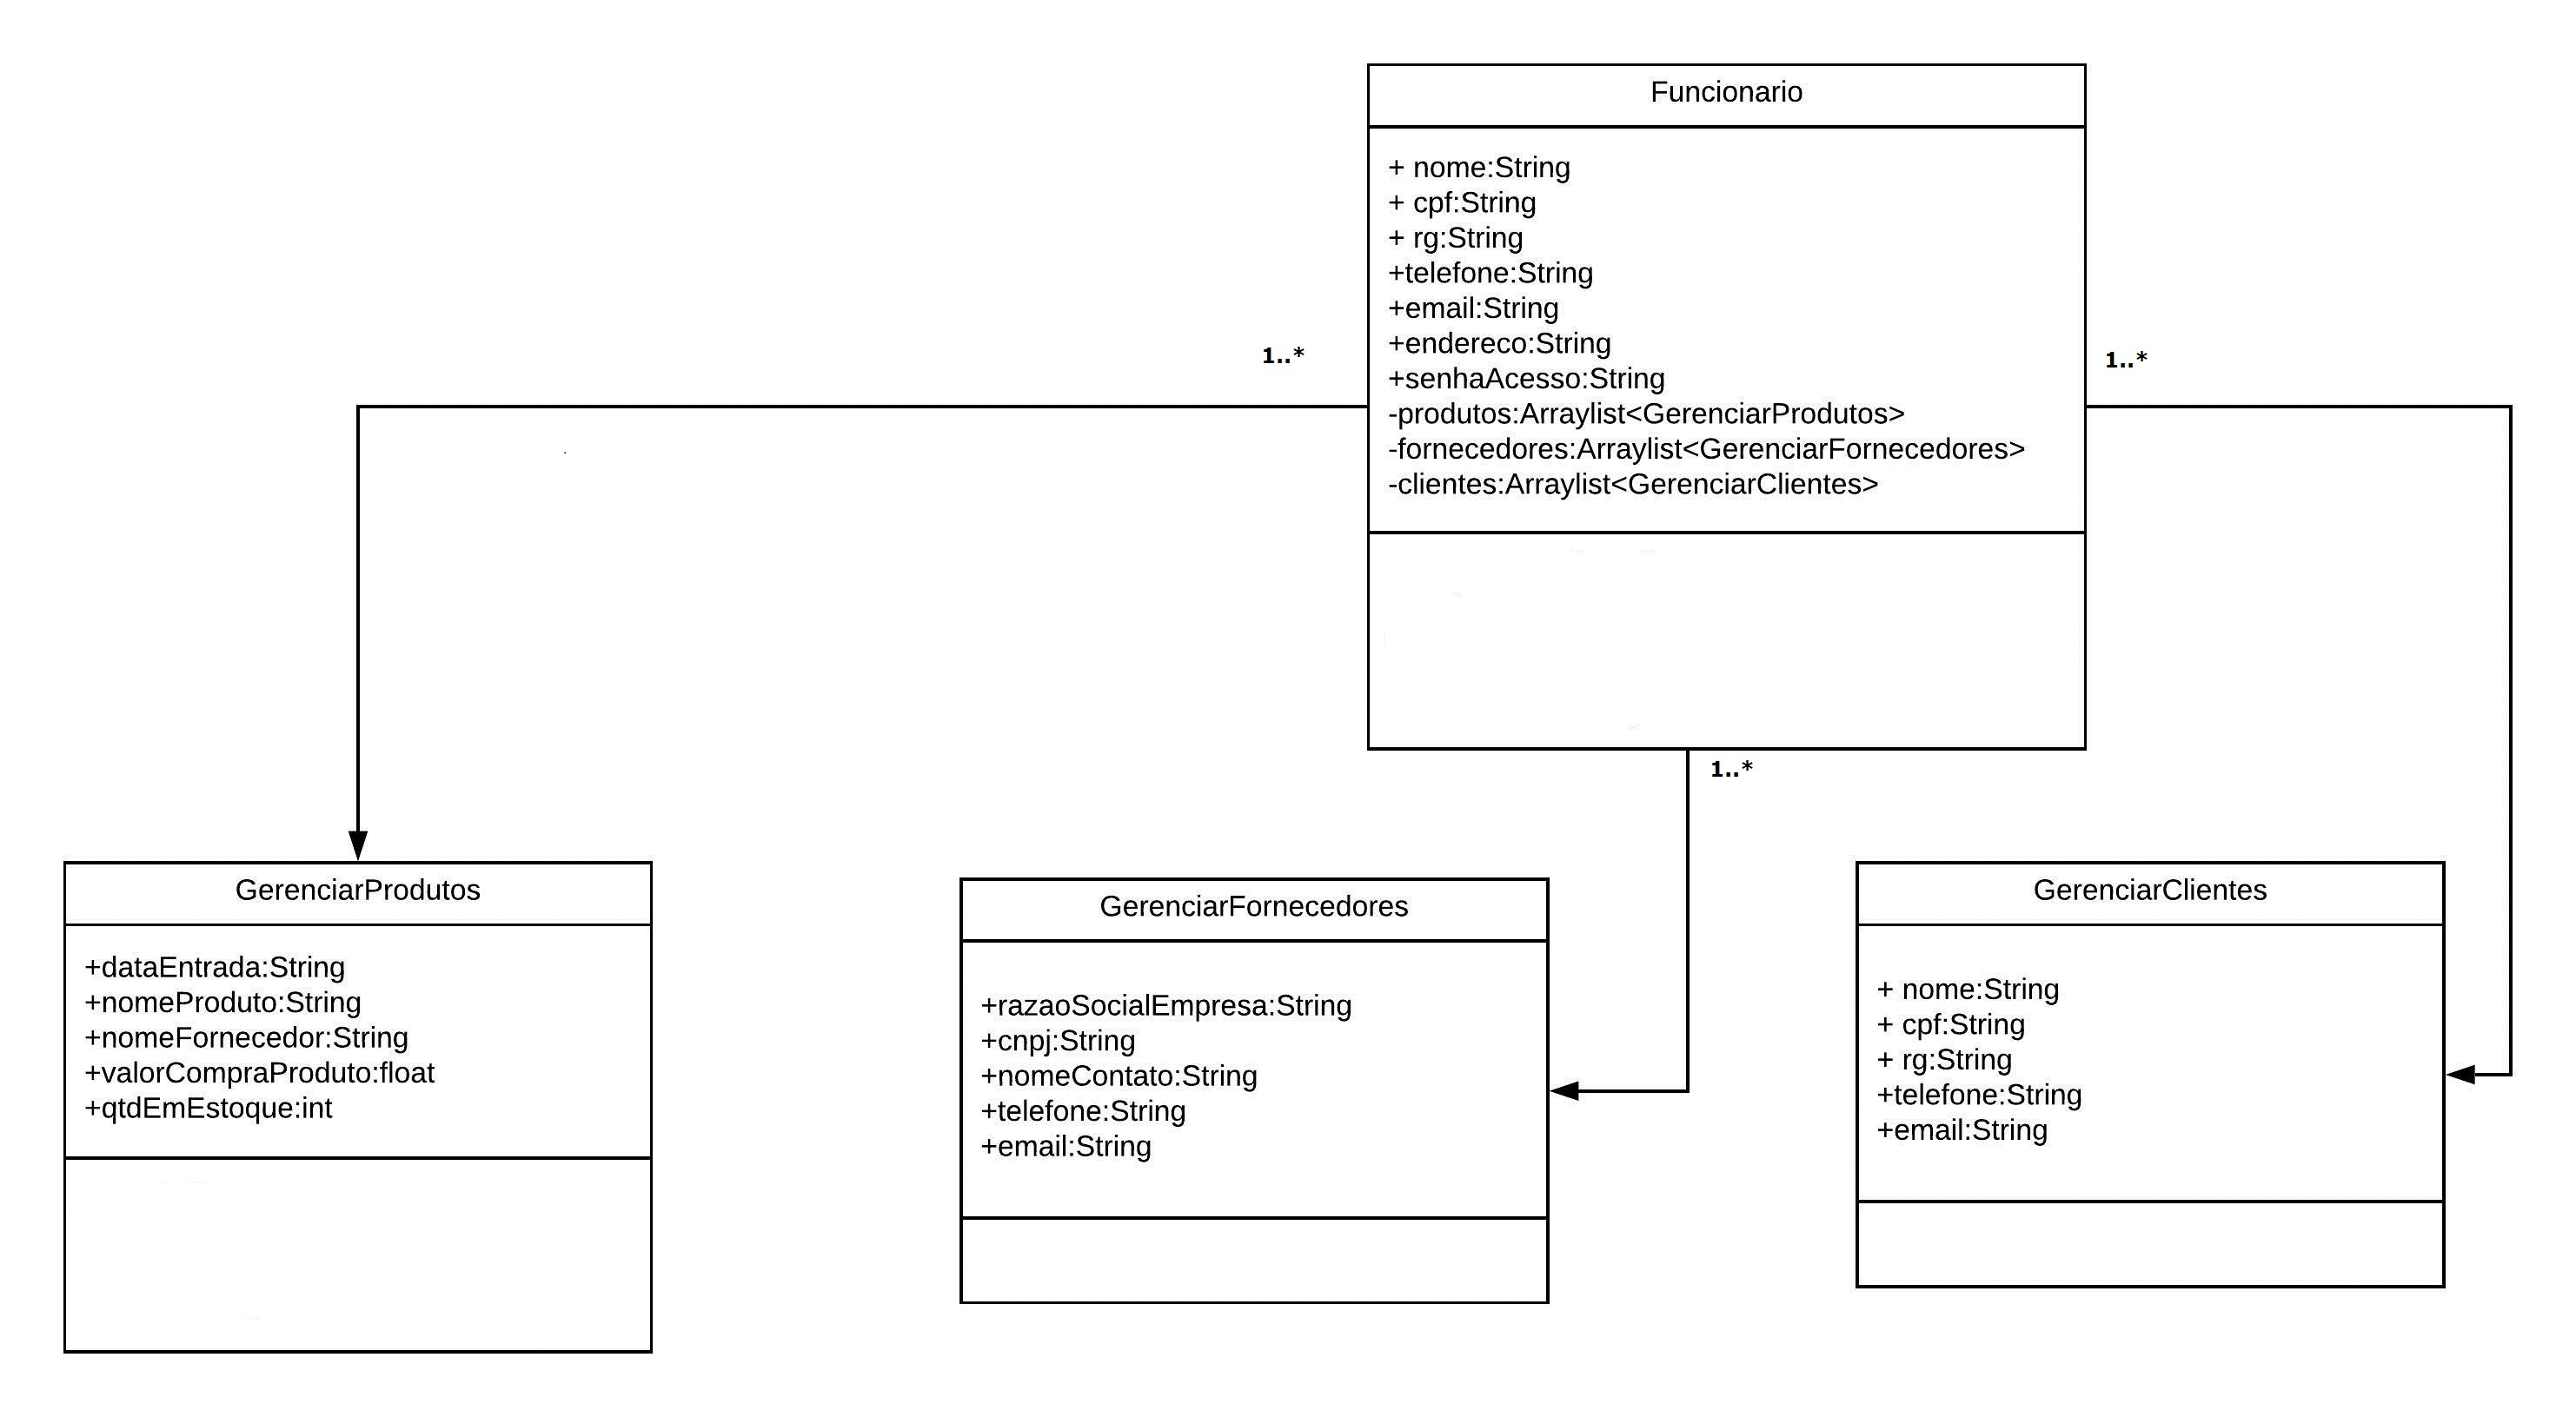 Funcionario
+ nome:String
+ cpf:String
+ rg:String
+telefone:String
+email:String
+endereco:String
+senhaAcesso:String
-produtos:Arraylist<GerenciarProdutos>
-fornecedores:Arraylist<GerenciarFornecedores>
-clientes:Arraylist<GerenciarClientes>
1..*
1..*
1..*
GerenciarProdutos
+dataEntrada:String
+nomeProduto:String
+nomeFornecedor:String
+valorCompraProduto:float
+qtdEmEstoque:int
GerenciarFornecedores
+razaoSocialEmpresa:String
+cnpj:String
+nomeContato:String
+telefone:String
+email:String
GerenciarClientes
+ nome:String
+ cpf:String
+ rg:String
+telefone:String
+email:String